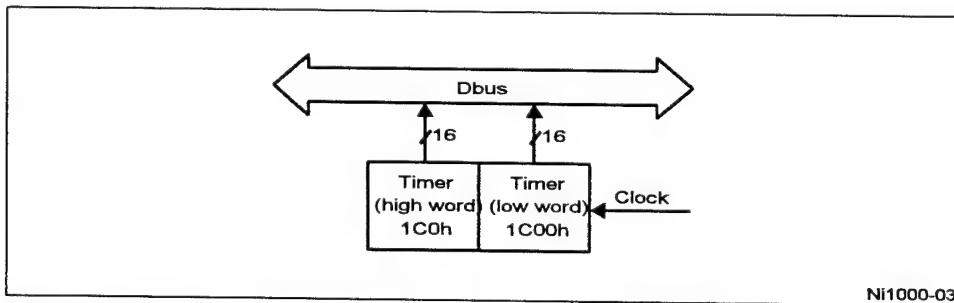 Dbus
16
16
Timer
(high word)
1C0h
Timer
(low word)
1C00h
Clock
Ni1000-03